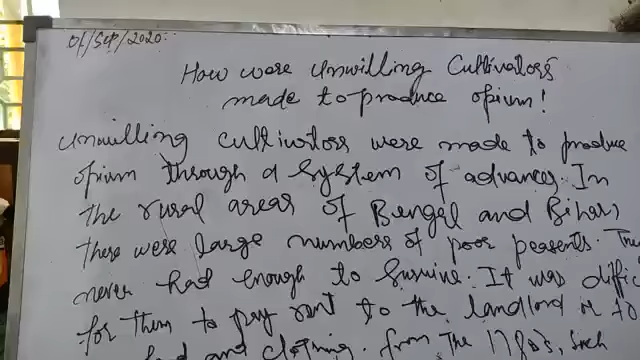 01/Sep/2020
How were unwilling Cultivators
made to produce opium!
Unwilling cultivators were made to produce
opium through a system of advances. In
the rural areas of Bengal and Bihar,
there were large numbers of poor pesents. They
never had enough to survive. It was
for them to pay rent to the landlord or to
and clothing. from the 1780's, such